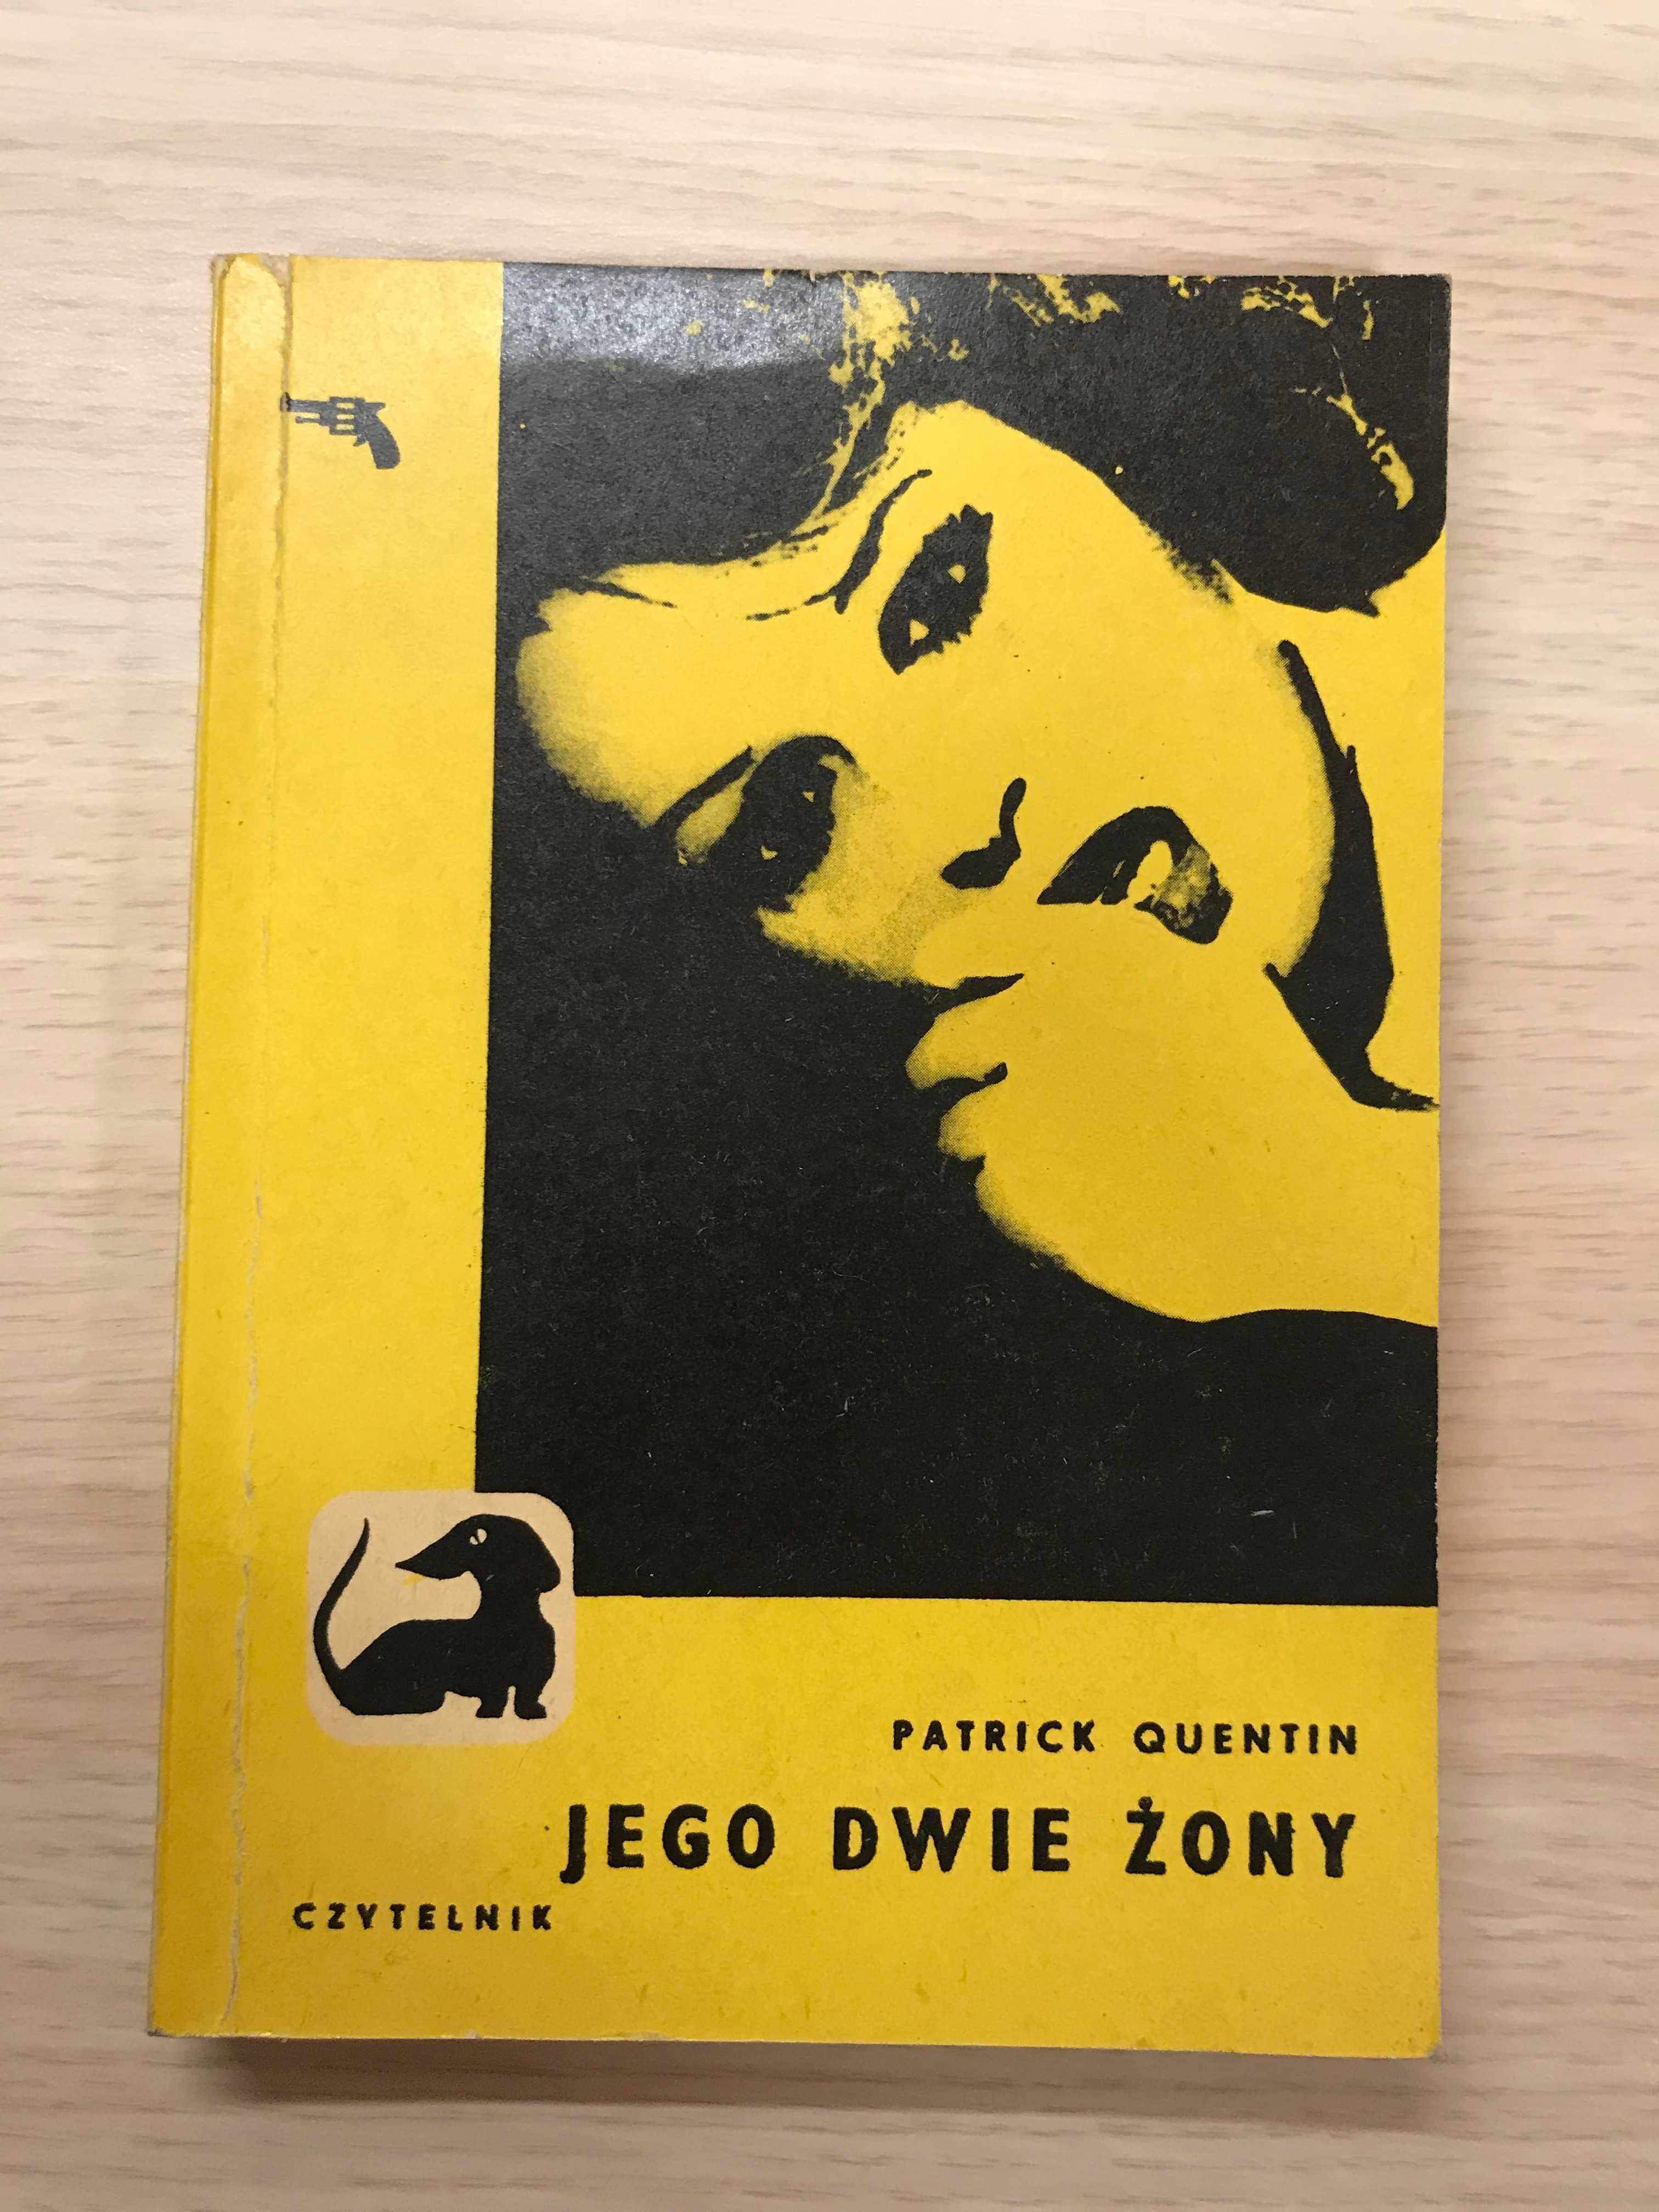 PATRICK QUENTIN
JEGO DWIE ŻONY
CZYTELNIK